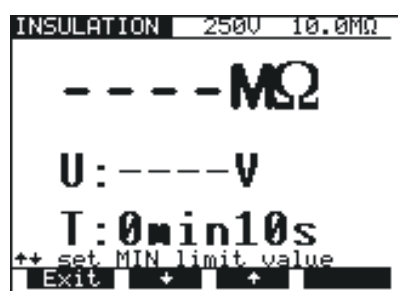 INSULATION 250V 10.0MΩ
----MΩ
U:----V
T:0min10s
↑↓ set MIN limit value
Exit ↓ ↑